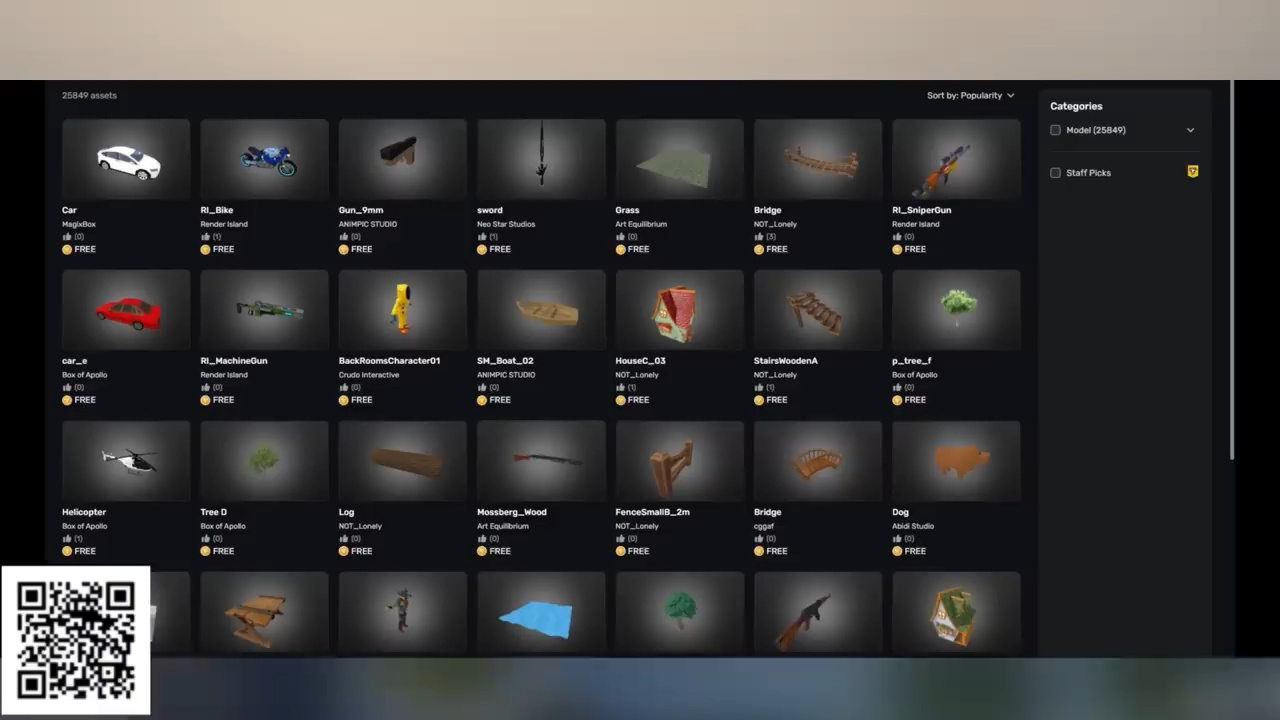 25849 assets
Sort by: Popularity
Categories
Model (25849)
Staff Picks
Car
MagixBox
(0)
FREE
RI_Bike
Render Island
(1)
FREE
Gun_9mm
ANIMPIC STUDIO
(0)
FREE
sword
Neo Star Studios
(1)
FREE
Grass
Art Equilibrium
(0)
FREE
Bridge
NOT_Lonely
(3)
FREE
RI_SniperGun
Render Island
(0)
FREE
car_e
Box of Apollo
(0)
FREE
RI_MachineGun
Render Island
(0)
FREE
BackRoomsCharacter01
Crudo Interactive
(0)
FREE
SM_Boat_02
ANIMPIC STUDIO
(0)
FREE
HouseC_03
NOT_Lonely
(1)
FREE
StairsWoodenA
NOT_Lonely
(1)
FREE
p_tree_f
Box of Apollo
(0)
FREE
Helicopter
Box of Apollo
(1)
FREE
Tree D
Box of Apollo
(0)
FREE
Log
NOT_Lonely
(0)
FREE
Mossberg_Wood
Art Equilibrium
(0)
FREE
FenceSmallB_2m
NOT_Lonely
(0)
FREE
Bridge
cggaf
(0)
FREE
Dog
Abidi Studio
(0)
FREE